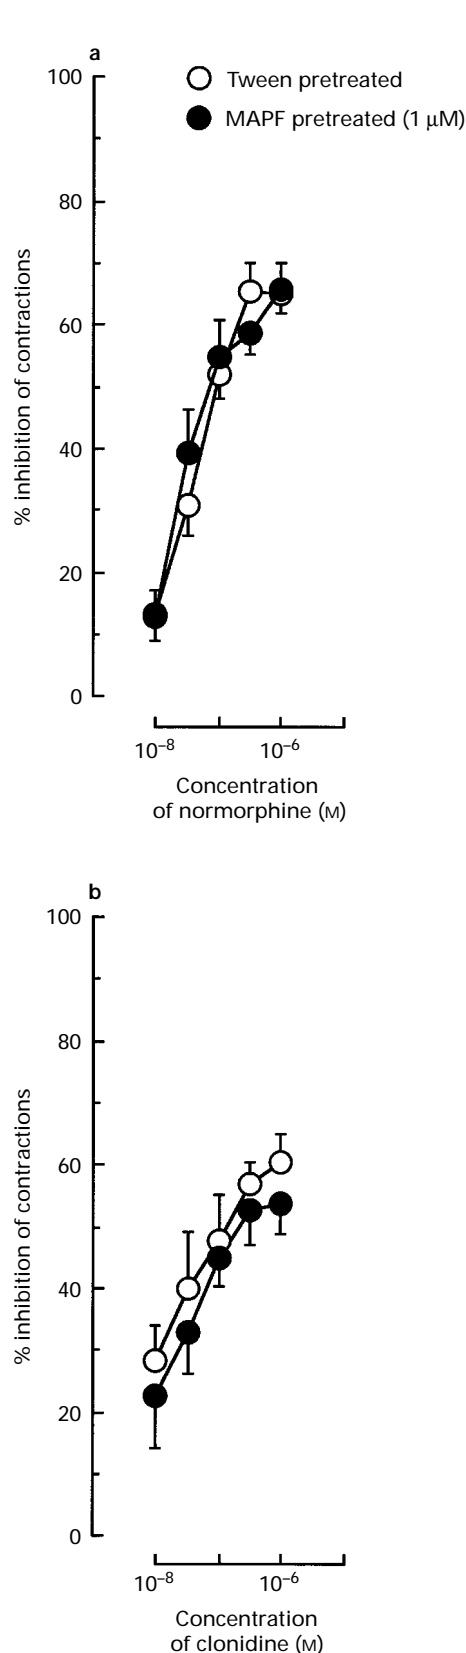 a
Tween pretreated
MAPF pretreated (1 μM)
100
80
60
40
20
0
% inhibition of contractions
10–8 10–6
Concentration
of normorphine (M)
b
100
80
60
40
20
0
% inhibition of contractions
10–8 10–6
Concentration
of clonidine (M)